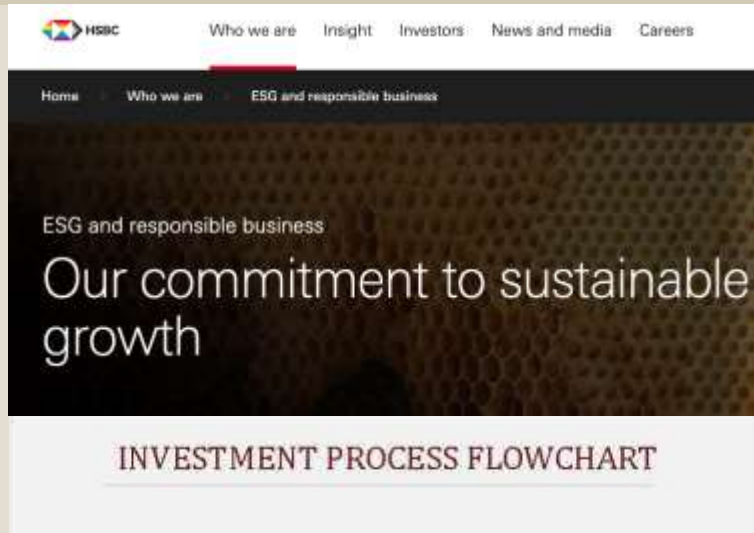 HSBC Who we are Insight Investors News and media Careers
Home Who we are ESG and responsible business
ESG and responsible business
Our commitment to sustainable
growth
INVESTMENT PROCESS FLOWCHART